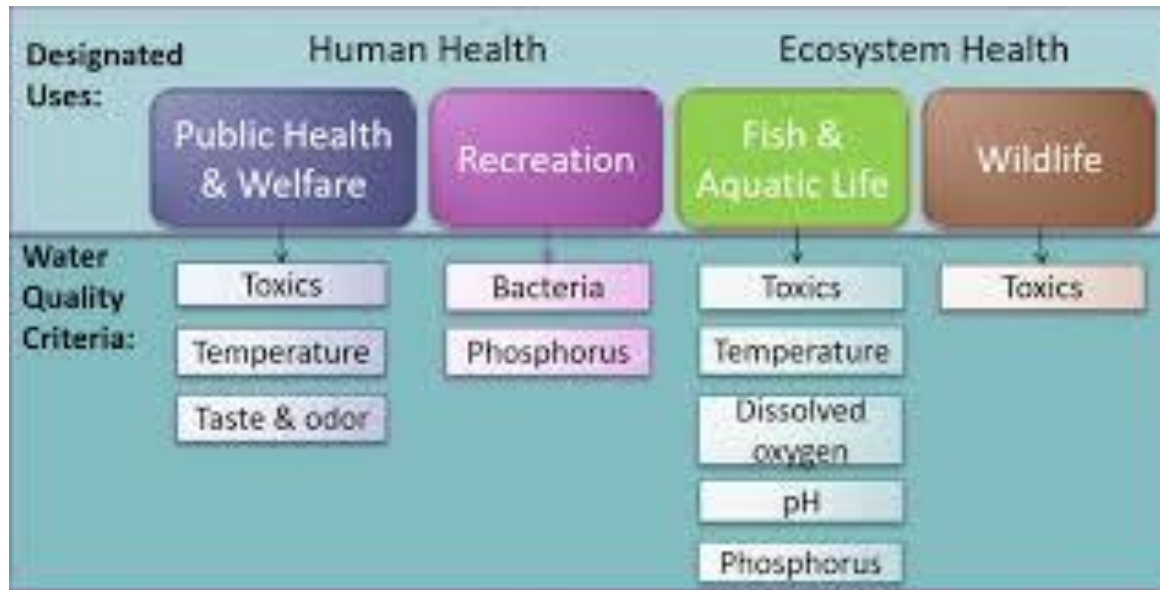 Designated
Uses:
Human Health
Ecosystem Health
Public Health
& Welfare
Recreation
Fish &
Aquatic Life
Wildlife
Water
Quality
Criteria:
Toxics
Temperature
Taste & odor
Bacteria
Phosphorus
Toxics
Temperature
Dissolved
oxygen
pH
Phosphorus
Toxics